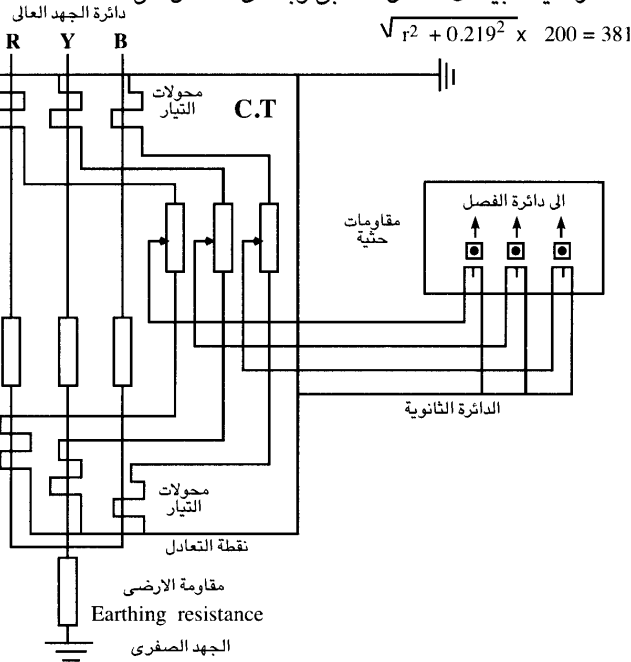 دائرة الجهد العالى
√r² + 0.219² x 200 = 381
R Y B
محولات
التيار
C.T
مقاومات
حثية
الى دائرة الفصل
الدائرة الثانوية
محولات
التيار
نقطة التعادل
مقاومة الارضى
Earthing resistance
الجهد الصفرى